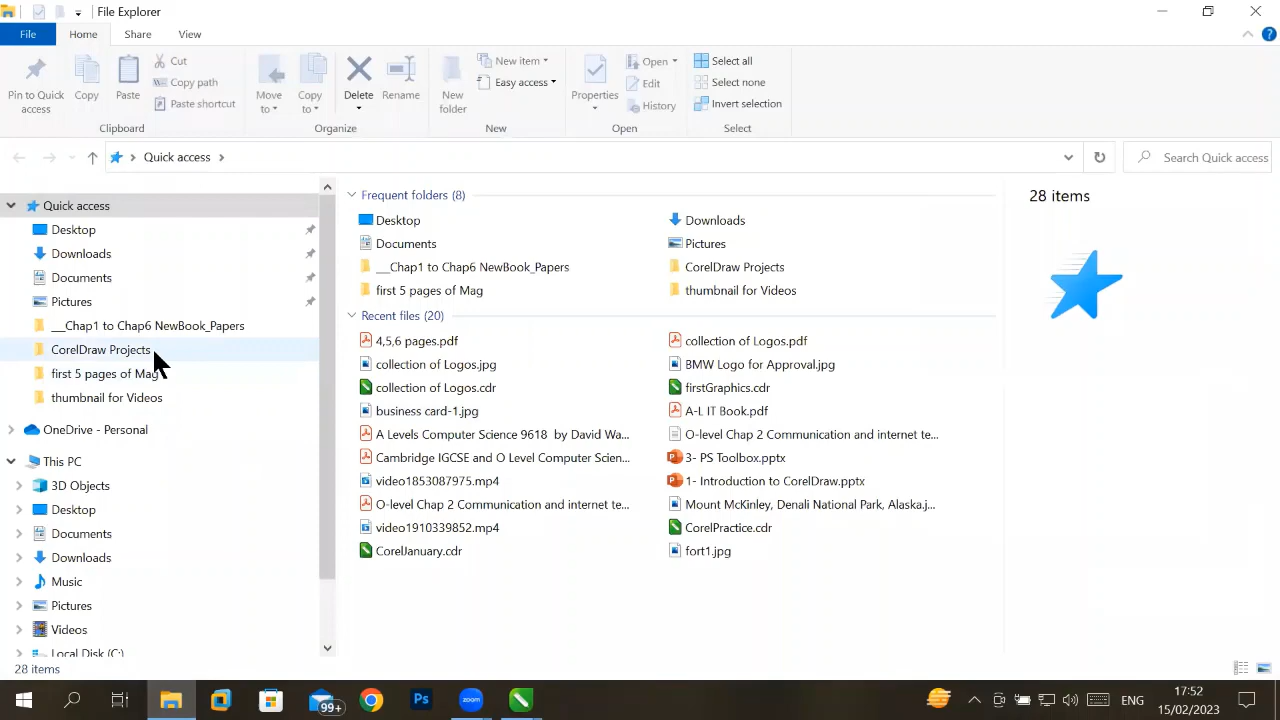 File Explorer
File Home Share View
Pin to Quick access
Copy
Paste
Cut
Copy path
Paste shortcut
Clipboard
Move to
Copy to
Delete
Rename
Organize
New folder
New item
Easy access
New
Properties
Open
Edit
History
Open
Select all
Select none
Invert selection
Select
Quick access
Search Quick access
Quick access
Desktop
Downloads
Documents
Pictures
__Chap1 to Chap6 NewBook_Papers
CorelDraw Projects
first 5 pages of Mag
thumbnail for Videos
OneDrive - Personal
This PC
3D Objects
Desktop
Documents
Downloads
Music
Pictures
Videos
Local Disk (C:)
28 items
Frequent folders (8)
Desktop Downloads
Documents Pictures
__Chap1 to Chap6 NewBook_Papers CorelDraw Projects
first 5 pages of Mag thumbnail for Videos
Recent files (20)
4,5,6 pages.pdf collection of Logos.pdf
collection of Logos.jpg BMW Logo for Approval.jpg
collection of Logos.cdr firstGraphics.cdr
business card-1.jpg A-L IT Book.pdf
A Levels Computer Science 9618 by David Wa... O-level Chap 2 Communication and internet te...
Cambridge IGCSE and O Level Computer Scien... 3- PS Toolbox.pptx
video1853087975.mp4 1- Introduction to CorelDraw.pptx
O-level Chap 2 Communication and internet te... Mount McKinley, Denali National Park, Alaska.j...
video1910339852.mp4 CorelPractice.cdr
CorelJanuary.cdr fort1.jpg
28 items
99+
Ps
zoom
ENG
17:52
15/02/2023